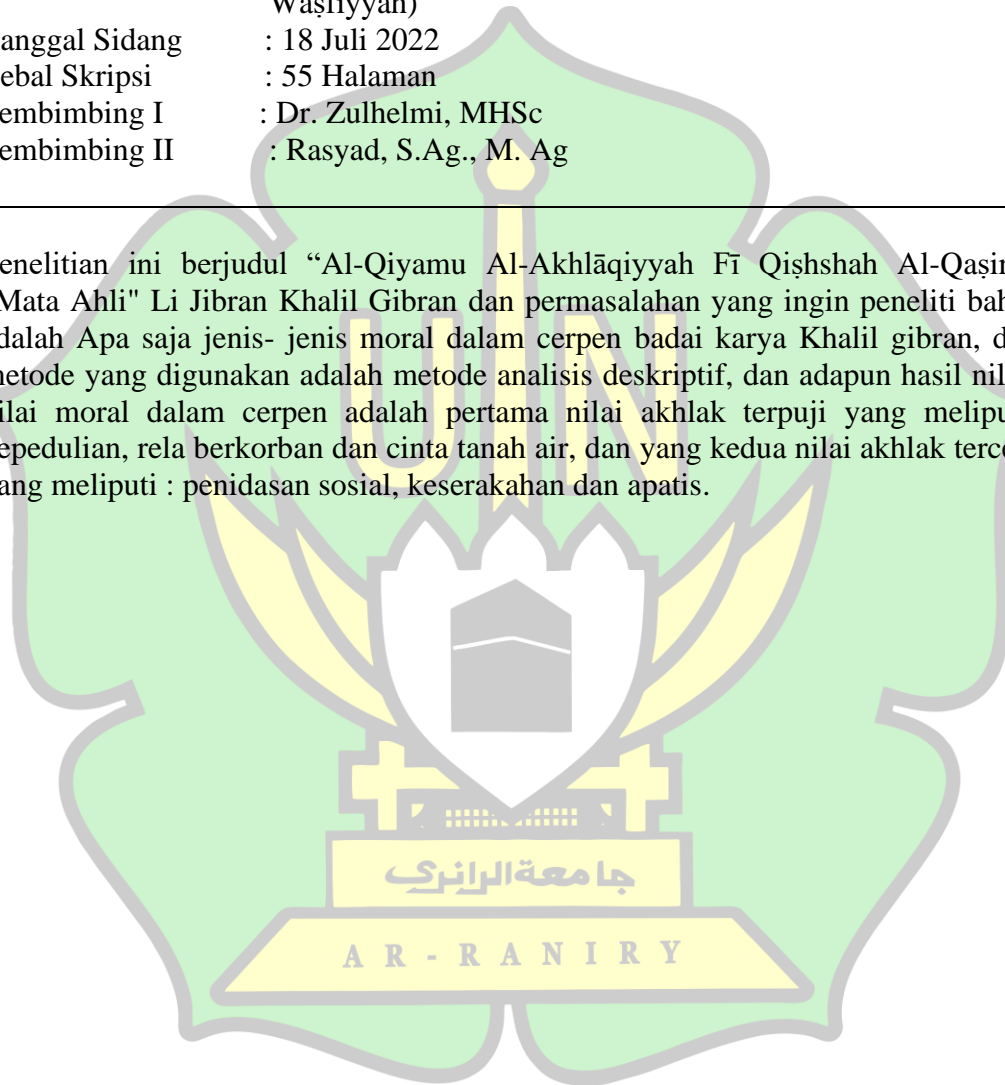 Waṣfiyyah)
anggal Sidang : 18 Juli 2022
ebal Skripsi : 55 Halaman
embimbing I : Dr. Zulhelmi, MHSc
embimbing II : Rasyad, S.Ag., M. Ag
enelitian ini berjudul “Al-Qiyamu Al-Akhlāqiyyah Fī Qiṣhshah Al-Qaṣir
Mata Ahli" Li Jibran Khalil Gibran dan permasalahan yang ingin peneliti bah
dalah Apa saja jenis- jenis moral dalam cerpen badai karya Khalil gibran, d
netode yang digunakan adalah metode analisis deskriptif, dan adapun hasil nil
ilai moral dalam cerpen adalah pertama nilai akhlak terpuji yang melipu
epedulian, rela berkorban dan cinta tanah air, dan yang kedua nilai akhlak terce
ang meliputi : penidasan sosial, keserakahan dan apatis.
UIN
جامعة الرانري
AR-RANIRY